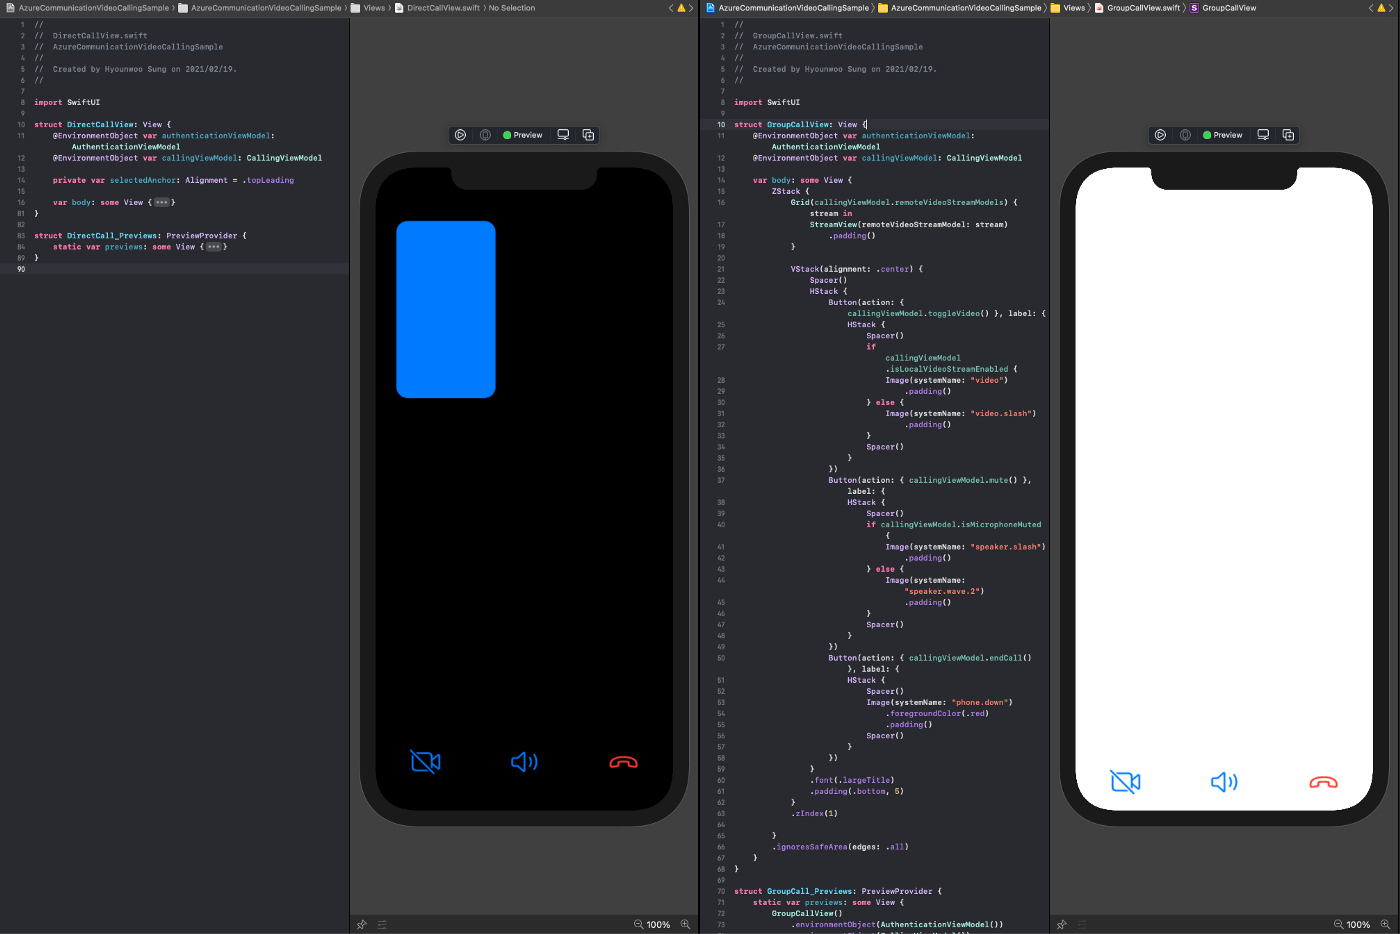 AzureCommunicationVideoCallingSample 〉 AzureCommunicationVideoCallingSample 〉 Views 〉 DirectCallView.swift 〉 No Selection
1 //
2 //  DirectCallView.swift
3 //  AzureCommunicationVideoCallingSample
4 //
5 //  Created by Hyounwoo Sung on 2021/02/19.
6 //
7
8 import SwiftUI
9
10 struct DirectCallView: View {
11 @EnvironmentObject var authenticationViewModel:
AuthenticationViewModel
12 @EnvironmentObject var callingViewModel: CallingViewModel
13
14 private var selectedAnchor: Alignment = .topLeading
15
16 var body: some View {•••}
81 }
82
83 struct DirectCall_Previews: PreviewProvider {
84 static var previews: some View {•••}
89 }
90
Preview
100%
AzureCommunicationVideoCallingSample 〉 AzureCommunicationVideoCallingSample 〉 Views 〉 GroupCallView.swift 〉 S GroupCallView
1 //
2 //  GroupCallView.swift
3 //  AzureCommunicationVideoCallingSample
4 //
5 //  Created by Hyounwoo Sung on 2021/02/19.
6 //
7
8 import SwiftUI
9
10 struct GroupCallView: View {
11 @EnvironmentObject var authenticationViewModel:
AuthenticationViewModel
12 @EnvironmentObject var callingViewModel: CallingViewModel
13
14 var body: some View {
15 ZStack {
16 Grid(callingViewModel.remoteVideoStreamModels) {
stream in
17 StreamView(remoteVideoStreamModel: stream)
18 .padding()
19 }
20
21 VStack(alignment: .center) {
22 Spacer()
23 HStack {
24 Button(action: {
callingViewModel.toggleVideo() }, label: {
25 HStack {
26 Spacer()
27 if
callingViewModel
.isLocalVideoStreamEnabled {
28 Image(systemName: "video")
29 .padding()
30 } else {
31 Image(systemName: "video.slash")
32 .padding()
33 }
34 Spacer()
35 }
36 })
37 Button(action: { callingViewModel.mute() },
label: {
38 HStack {
39 Spacer()
40 if callingViewModel.isMicrophoneMuted
{
41 Image(systemName: "speaker.slash")
42 .padding()
43 } else {
44 Image(systemName:
"speaker.wave.2")
45 .padding()
46 }
47 Spacer()
48 }
49 })
50 Button(action: { callingViewModel.endCall()
}, label: {
51 HStack {
52 Spacer()
53 Image(systemName: "phone.down")
54 .foregroundColor(.red)
55 .padding()
56 Spacer()
57 }
58 })
59 }
60 .font(.largeTitle)
61 .padding(.bottom, 5)
62 }
63 .zIndex(1)
64
65 }
66 .ignoresSafeArea(edges: .all)
67 }
68 }
69
70 struct GroupCall_Previews: PreviewProvider {
71 static var previews: some View {
72 GroupCallView()
73 .environmentObject(AuthenticationViewModel())
Preview
100%